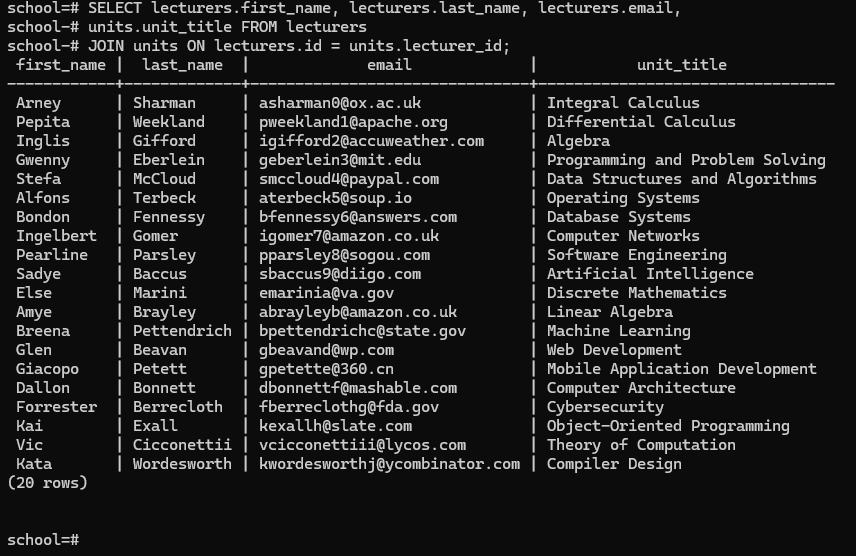 school=# SELECT lecturers.first_name, lecturers.last_name, lecturers.email,
school-# units.unit_title FROM lecturers
school-# JOIN units ON lecturers.id = units.lecturer_id;
 first_name |  last_name  |             email             |          unit_title
------------+-------------+-------------------------------+---------------------------------
 Arney      | Sharman     | asharman0@ox.ac.uk            | Integral Calculus
 Pepita     | Weekland    | pweekland1@apache.org         | Differential Calculus
 Inglis     | Gifford     | igifford2@accuweather.com     | Algebra
 Gwenny     | Eberlein    | geberlein3@mit.edu            | Programming and Problem Solving
 Stefa      | McCloud     | smccloud4@paypal.com          | Data Structures and Algorithms
 Alfons     | Terbeck     | aterbeck5@soup.io             | Operating Systems
 Bondon     | Fennessy    | bfennessy6@answers.com        | Database Systems
 Ingelbert  | Gomer       | igomer7@amazon.co.uk          | Computer Networks
 Pearline   | Parsley     | pparsley8@sogou.com           | Software Engineering
 Sadye      | Baccus      | sbaccus9@diigo.com            | Artificial Intelligence
 Else       | Marini      | emarinia@va.gov               | Discrete Mathematics
 Amye       | Brayley     | abrayleyb@amazon.co.uk        | Linear Algebra
 Breena     | Pettendrich | bpettendrichc@state.gov       | Machine Learning
 Glen       | Beavan      | gbeavand@wp.com               | Web Development
 Giacopo    | Petett      | gpetette@360.cn               | Mobile Application Development
 Dallon     | Bonnett     | dbonnettf@mashable.com        | Computer Architecture
 Forrester  | Berrecloth  | fberreclothg@fda.gov          | Cybersecurity
 Kai        | Exall       | kexallh@slate.com             | Object-Oriented Programming
 Vic        | Cicconettii | vcicconettiii@lycos.com       | Theory of Computation
 Kata       | Wordesworth | kwordesworthj@ycombinator.com | Compiler Design
(20 rows)
school=#